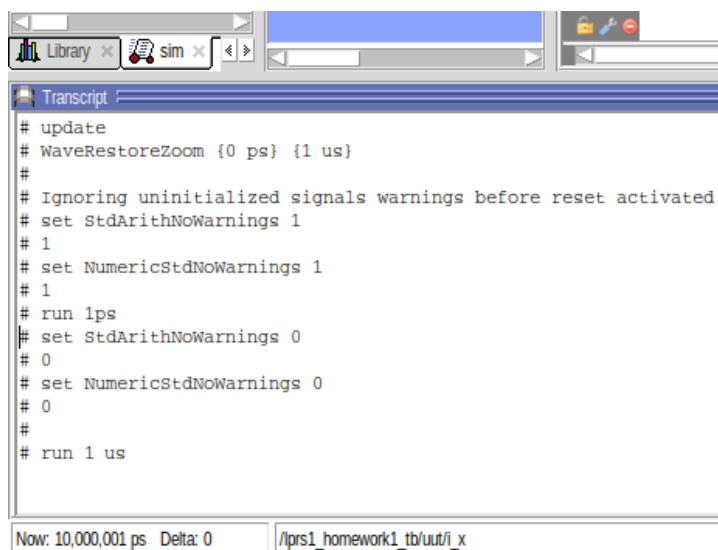 Library
sim
Transcript
# update
# WaveRestoreZoom {0 ps} {1 us}
#
# Ignoring uninitialized signals warnings before reset activated.
# set StdArithNoWarnings 1
# 1
# set NumericStdNoWarnings 1
# 1
# run 1ps
# set StdArithNoWarnings 0
# 0
# set NumericStdNoWarnings 0
# 0
#
# run 1 us
Now: 10,000,001 ps Delta: 0
/lprs1_homework1_tb/uut/i_x